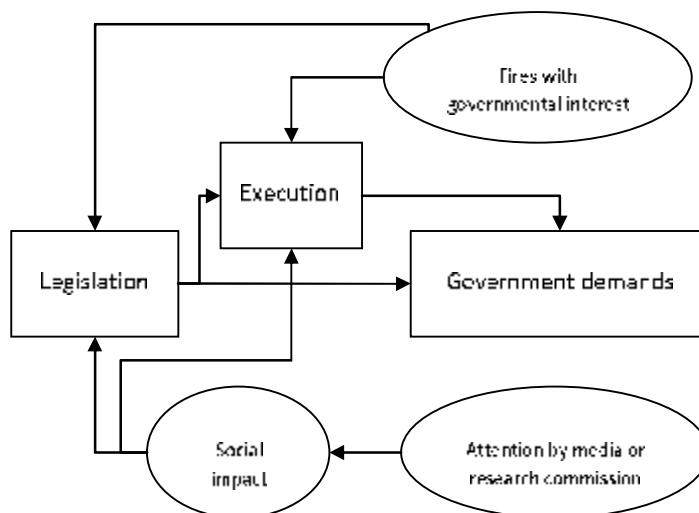 Fires with
governmental interest
Execution
Legislation
Government demands
Social
impact
Attention by media or
research commission